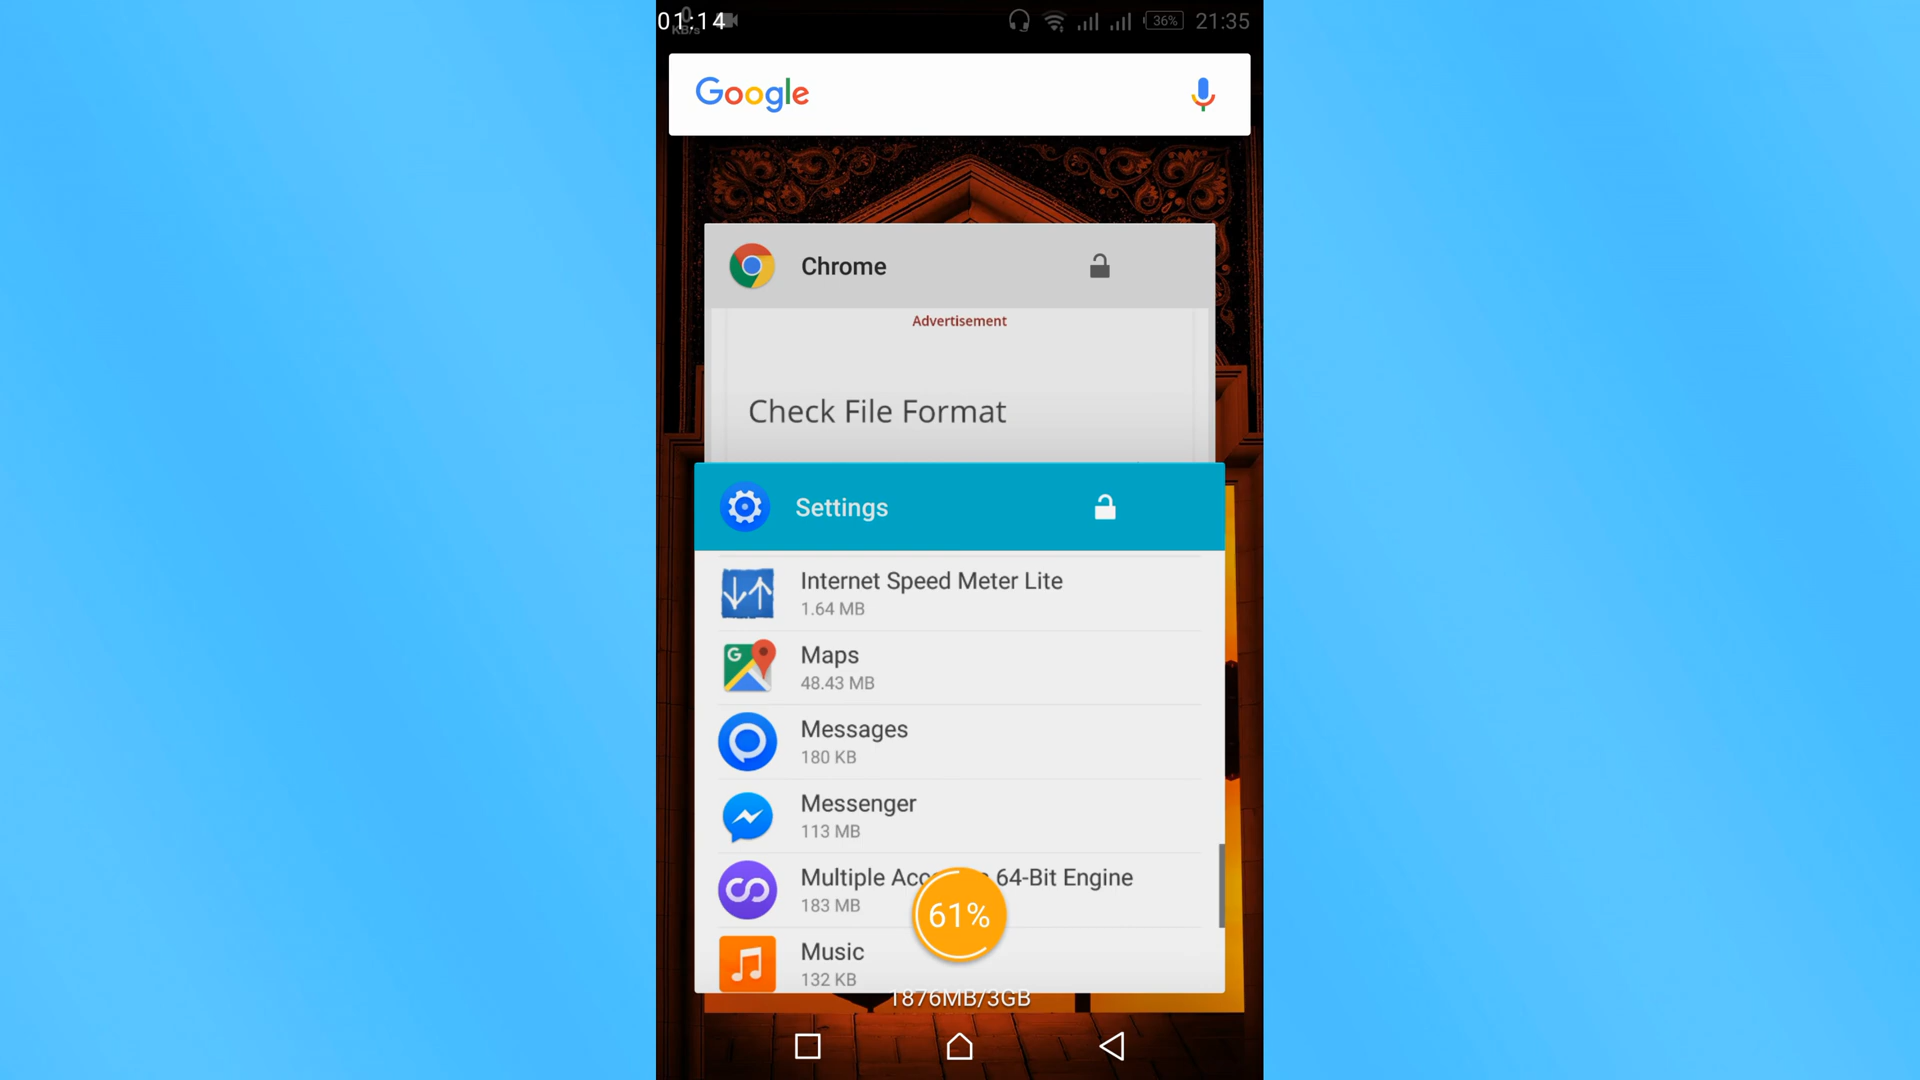 01:14
0
KB/s
36%
21:35
Google
Chrome
Advertisement
Check File Format
Settings
Internet Speed Meter Lite
1.64 MB
G
Maps
48.43 MB
Messages
180 KB
Messenger
113 MB
Multiple 64-Bit Engine
183 MB
61%
Music
132 KB
1876MB/3GB